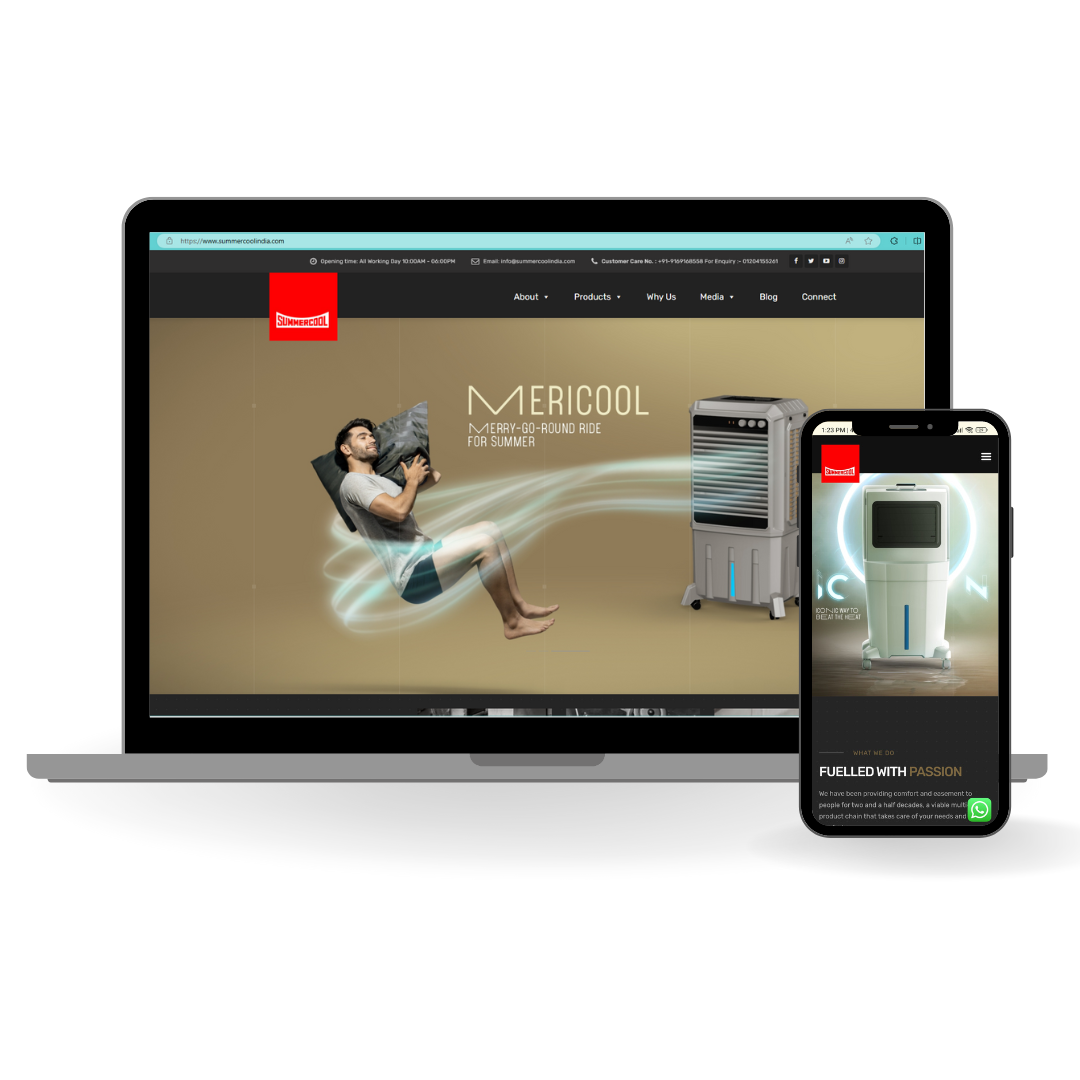 https://www.summercoolindia.com
Opening time: All Working Day 10:00AM - 06:00PM Email: info@summercoolindia.com Customer Care No. : +91-9169168558 For Enquiry :- 01204155261
SUMMERCOOL
About Products Why Us Media Blog Connect
MERICOOL
MERRY-GO-ROUND RIDE
FOR SUMMER
1:23 PM
SUMMERCOOL
ICONIC WAY TO
BEAT THE HEAT
WHAT WE DO
FUELLED WITH PASSION
We have been providing comfort and easement to
people for two and a half decades, a viable multi
product chain that takes care of your needs and